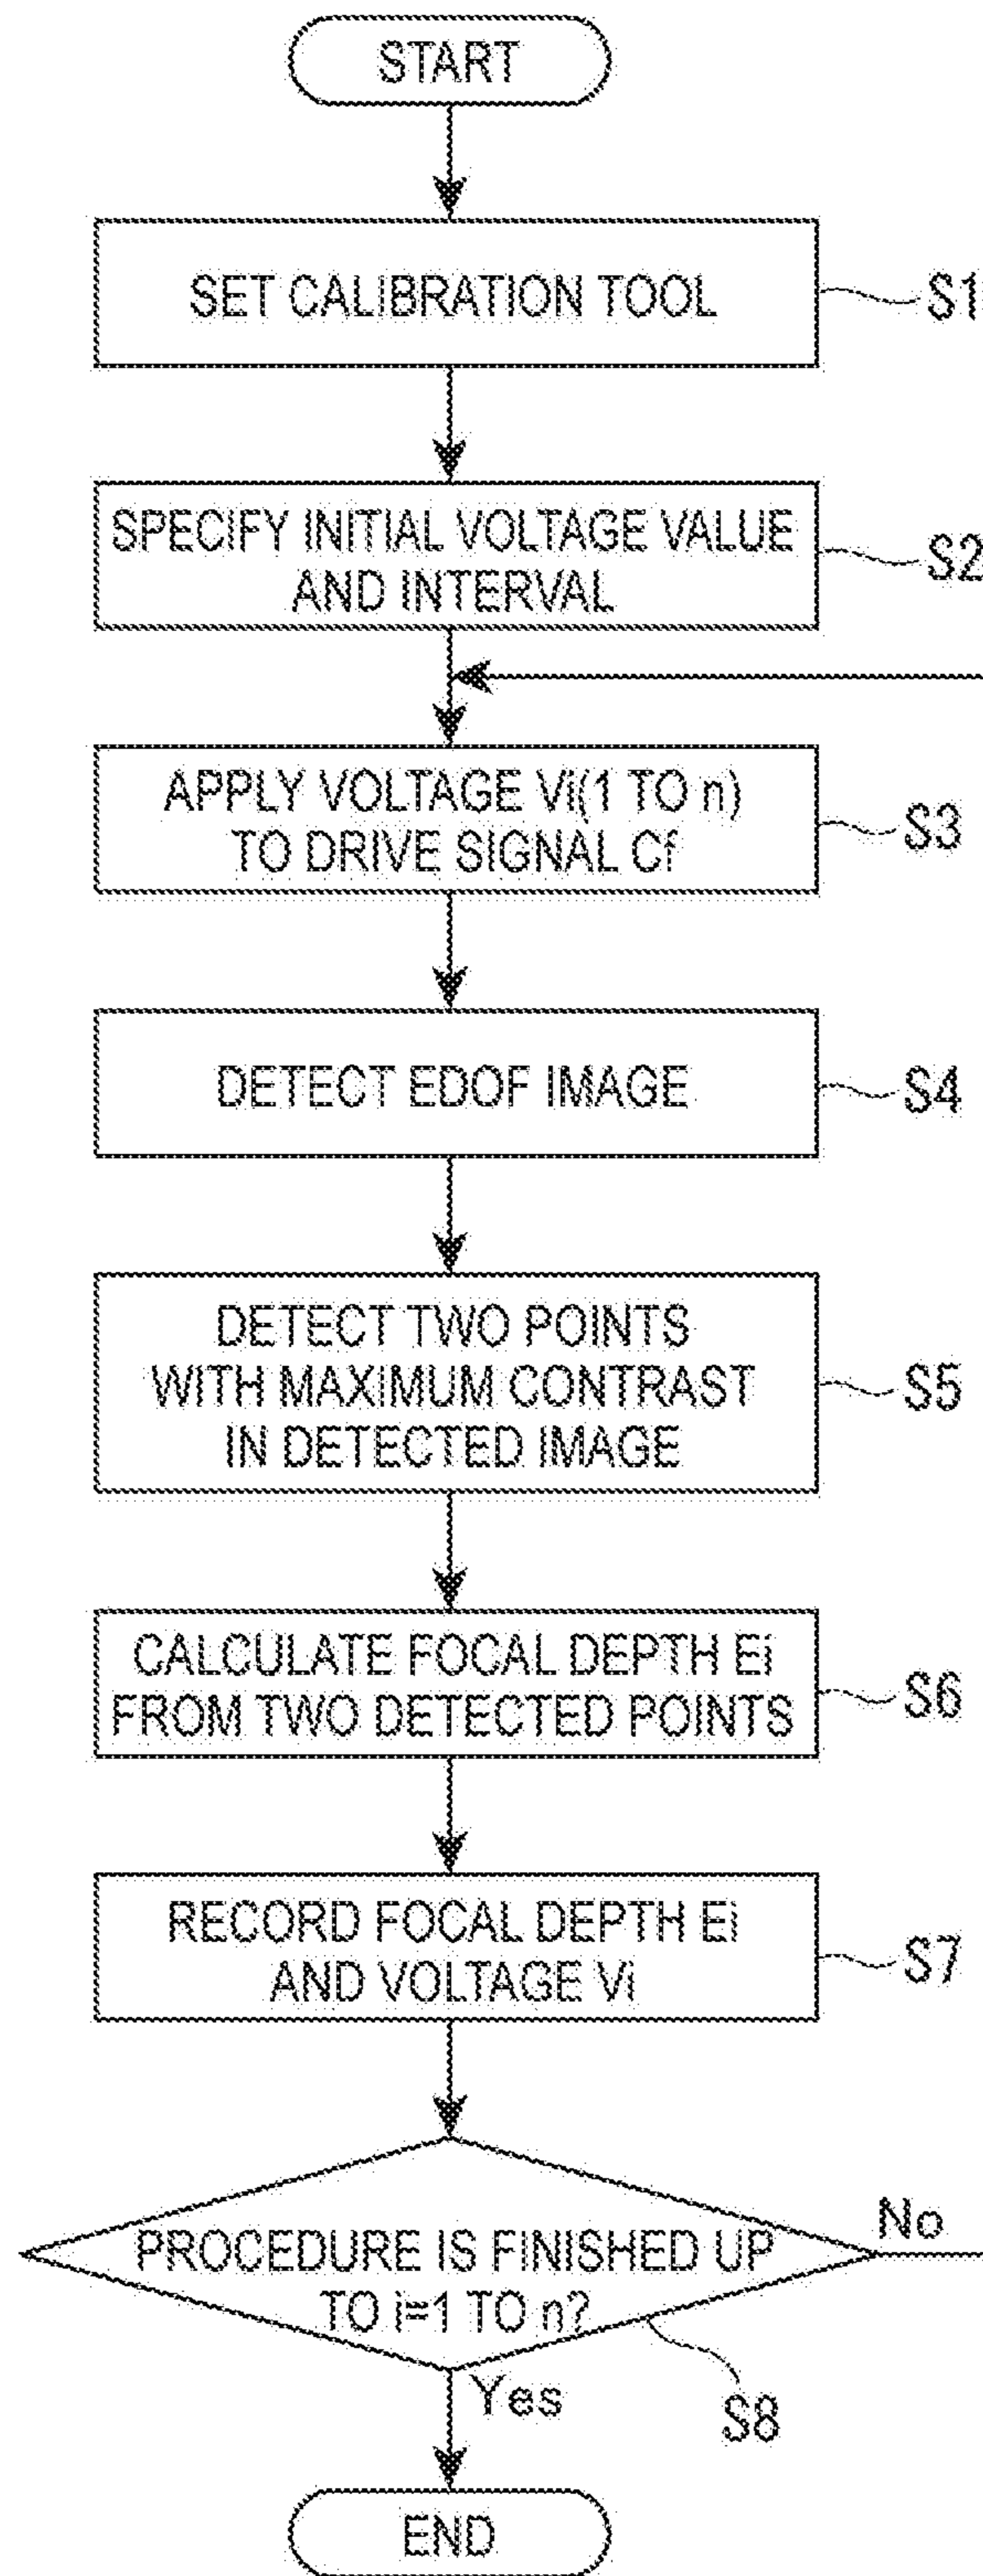 START
SET CALIBRATION TOOL
S1
SPECIFY INITIAL VOLTAGE VALUE
AND INTERVAL
S2
APPLY VOLTAGE Vi(1 TO n)
TO DRIVE SIGNAL Cf
S3
DETECT EDOF IMAGE
S4
DETECT TWO POINTS
WITH MAXIMUM CONTRAST
IN DETECTED IMAGE
S5
CALCULATE FOCAL DEPTH Ei
FROM TWO DETECTED POINTS
S6
RECORD FOCAL DEPTH Ei
AND VOLTAGE Vi
S7
PROCEDURE IS FINISHED UP
TO i=1 TO n?
No
S8
Yes
END